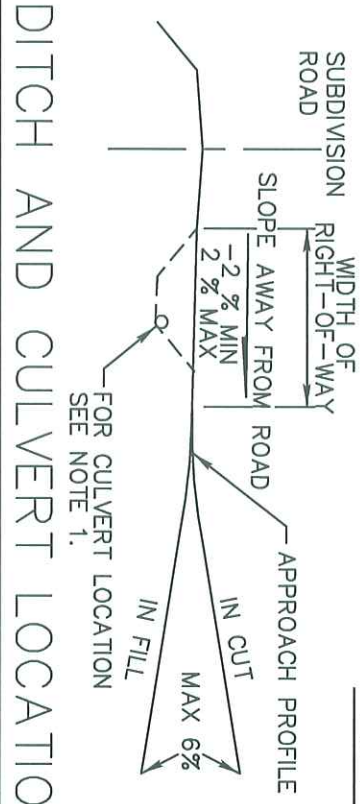 SUBDIVISION
ROAD
WIDTH OF
RIGHT-OF-WAY
SLOPE AWAY FROM ROAD
-2 % MIN
2 % MAX
APPROACH PROFILE
IN CUT
MAX 6%
IN FILL
FOR CULVERT LOCATION
SEE NOTE 1.
DITCH AND CULVERT LOCATIO